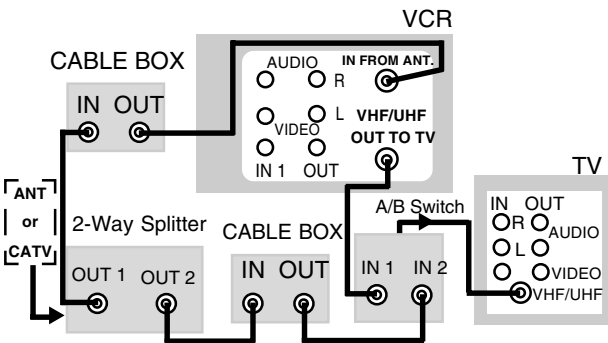 VCR
CABLE BOX
AUDIO
IN FROM ANT.
R
IN OUT
L
VHF/UHF
VIDEO
OUT TO TV
IN 1 OUT
TV
ANT
or
CATV
2-Way Splitter
CABLE BOX
A/B Switch
IN OUT
R
AUDIO
L
VIDEO
VHF/UHF
OUT 1 OUT 2
IN OUT
IN 1 IN 2